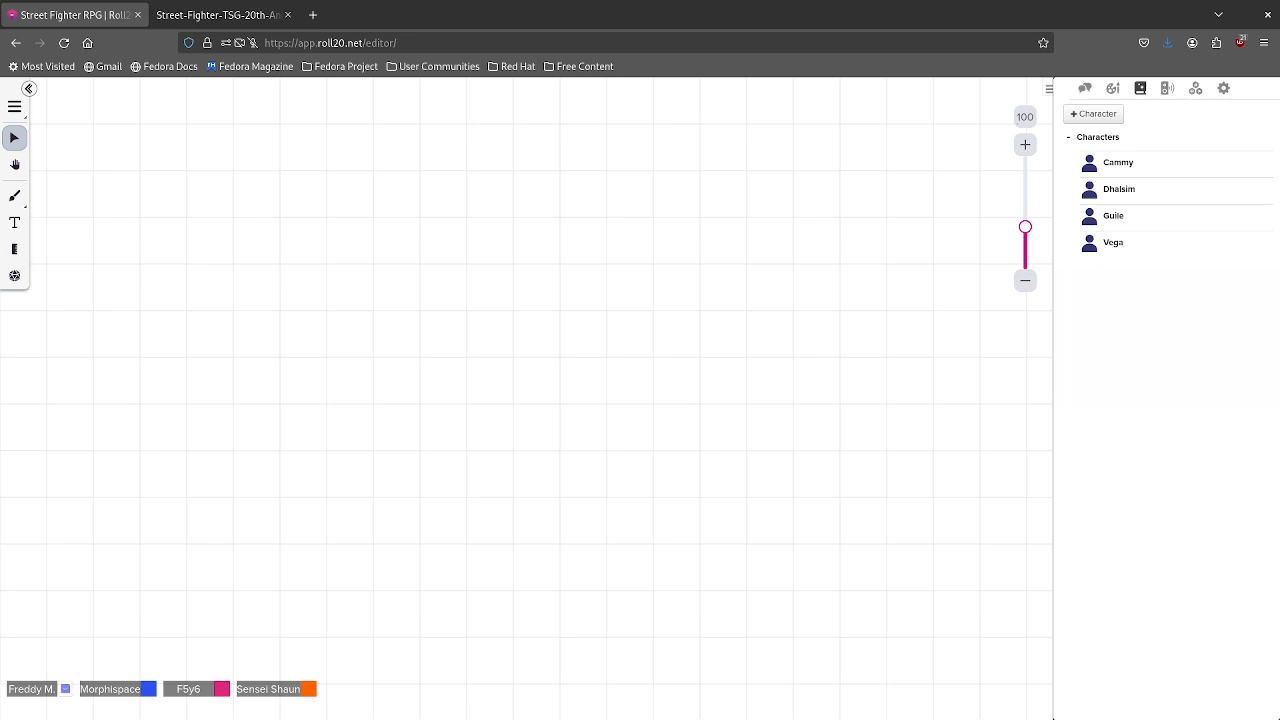 Street Fighter RPG | Roll2
Street-Fighter-TSG-20th-An
https://app.roll20.net/editor/
21
Most Visited
Gmail
Fedora Docs
Fedora Magazine
Fedora Project
User Communities
Red Hat
Free Content
100
+ Character
- Characters
Cammy
Dhalsim
Guile
Vega
Freddy M.
Morphispace
F5y6
Sensei Shaun